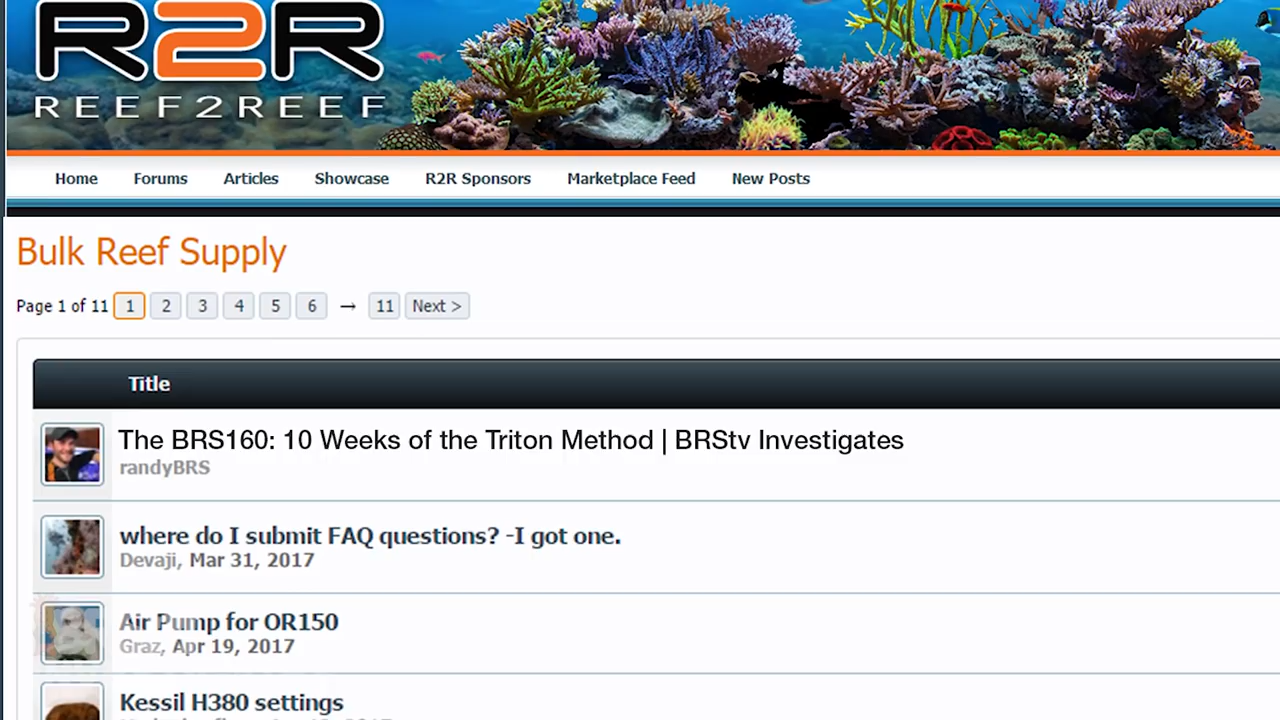 R2R
REEF2REEF
Home Forums Articles Showcase R2R Sponsors Marketplace Feed New Posts
Bulk Reef Supply
Page 1 of 11 1 2 3 4 5 6 → 11 Next >
Title
The BRS160: 10 Weeks of the Triton Method | BRStv Investigates
randyBRS
where do I submit FAQ questions? -I got one.
Devaji, Mar 31, 2017
Air Pump for OR150
Graz, Apr 19, 2017
Kessil H380 settings